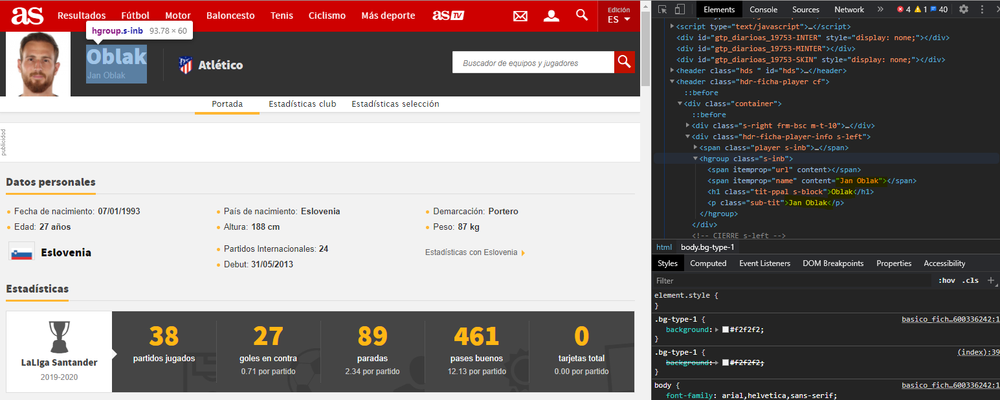 as
Resultados Fútbol Motor Baloncesto Tenis Ciclismo Más deporte as TV
Edición
ES
hgroup.s-inb 93.78 × 60
Oblak
Jan Oblak
Atlético
Buscador de equipos y jugadores
Portada Estadísticas club Estadísticas selección
publicidad
Datos personales
Fecha de nacimiento: 07/01/1993
País de nacimiento: Eslovenia
Demarcación: Portero
Edad: 27 años
Altura: 188 cm
Peso: 87 kg
Eslovenia
Partidos Internacionales: 24
Debut: 31/05/2013
Estadísticas con Eslovenia
Estadísticas
LaLIga Santander
2019-2020
38
partidos jugados
27
goles en contra
0.71 por partido
89
paradas
2.34 por partido
461
pases buenos
12.13 por partido
0
tarjetas total
0.00 por partido
Elements Console Sources Network » 4 1 40
<script type="text/javascript">…</script>
<div id="gtp_diarioas_19753-INTER" style="display: none;"></div>
<div id="gtp_diarioas_19753-MINTER"></div>
<div id="gtp_diarioas_19753-SKIN" style="display: none;"></div>
<header class="hds " id="hds">…</header>
<header class="hdr-ficha-player cf">
::before
<div class="container">
::before
<div class="s-right frm-bsc m-t-10">…</div>
<div class="hdr-ficha-player-info s-left">
<span class="player s-inb">…</span>
<hgroup class="s-inb">
<span itemprop="url" content></span>
<span itemprop="name" content="Jan Oblak"></span>
<h1 class="tit-ppal s-block">Oblak</h1>
<p class="sub-tit">Jan Oblak</p>
</hgroup>
</div>
<!-- CIERRE s-left -->
html body.bg-type-1
Styles Computed Event Listeners DOM Breakpoints Properties Accessibility
Filter :hov .cls +
element.style {
}
.bg-type-1 { basico_fich…600336242:1
background: #f2f2f2;
}
.bg-type-1 { (index):39
background: #f2f2f2;
}
body { basico_fich…600336242:1
font-family: arial,helvetica,sans-serif;